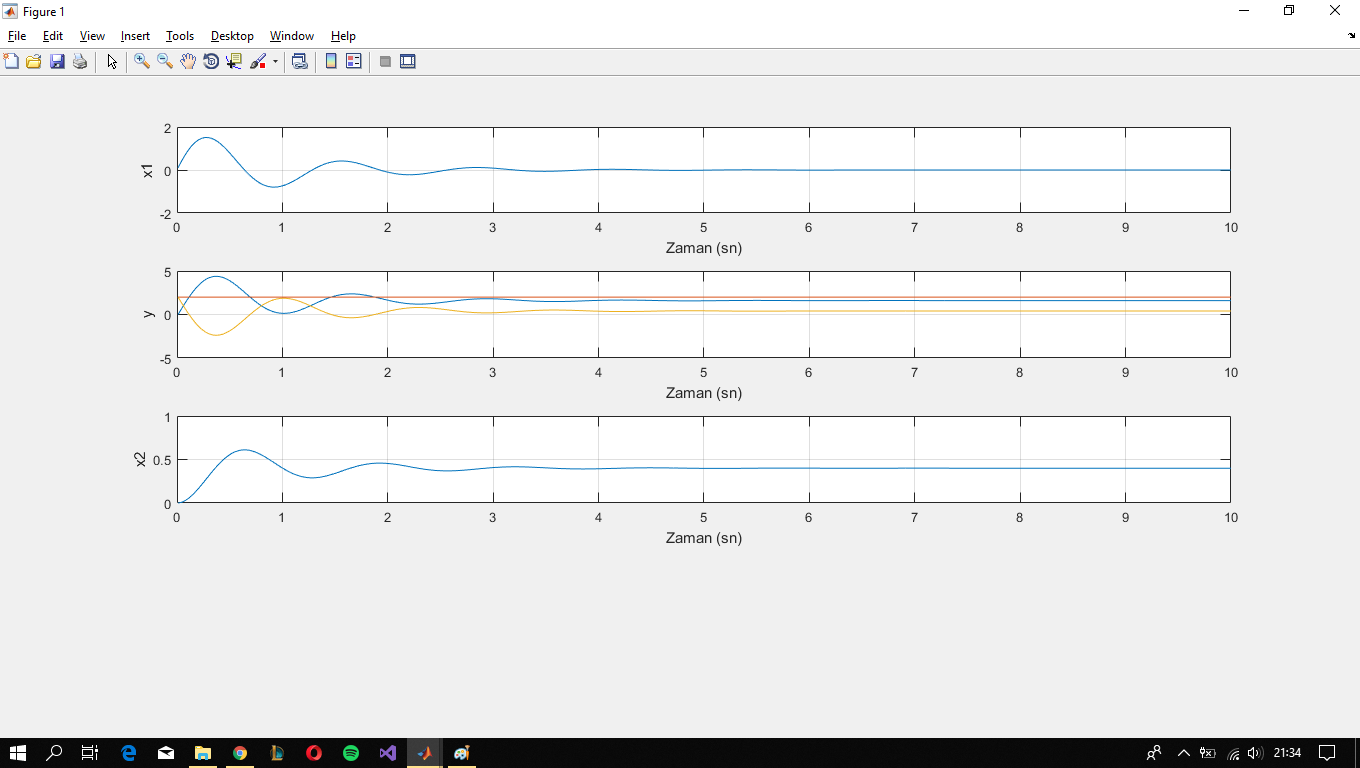 Figure 1
File Edit View Insert Tools Desktop Window Help
2
0
-2
x1
0 1 2 3 4 5 6 7 8 9 10
Zaman (sn)
5
0
-5
y
0 1 2 3 4 5 6 7 8 9 10
Zaman (sn)
1
0.5
0
x2
0 1 2 3 4 5 6 7 8 9 10
Zaman (sn)
21:34